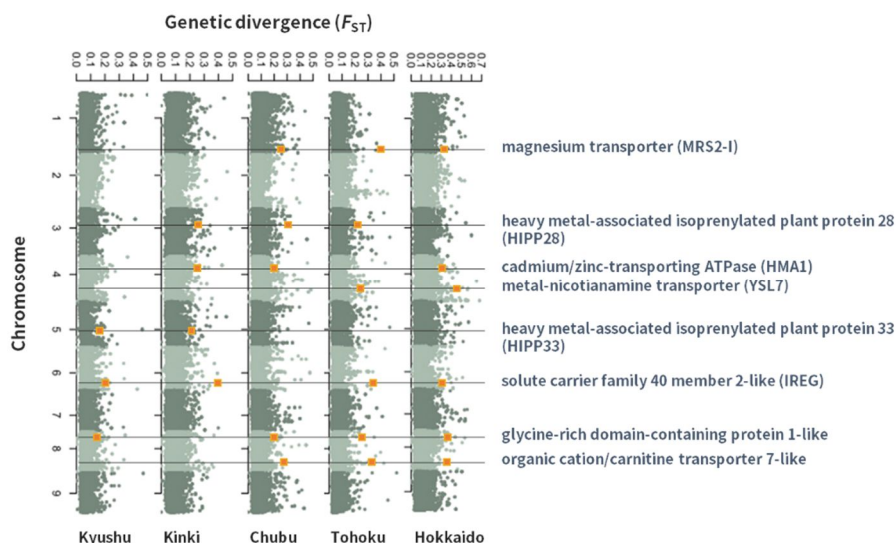 Genetic divergence (FST)
0.0 0.1 0.2 0.3 0.4 0.5
0.0 0.1 0.2 0.3 0.4 0.5
0.0 0.1 0.2 0.3 0.4 0.5
0.0 0.1 0.2 0.3 0.4 0.5
0.0 0.1 0.2 0.3 0.4 0.5 0.6 0.7
Chromosome
1
2
3
4
5
6
7
8
9
magnesium transporter (MRS2-I)
heavy metal-associated isoprenylated plant protein 28
(HIPP28)
cadmium/zinc-transporting ATPase (HMA1)
metal-nicotianamine transporter (YSL7)
heavy metal-associated isoprenylated plant protein 33
(HIPP33)
solute carrier family 40 member 2-like (IREG)
glycine-rich domain-containing protein 1-like
organic cation/carnitine transporter 7-like
Kyushu Kinki Chubu Tohoku Hokkaido